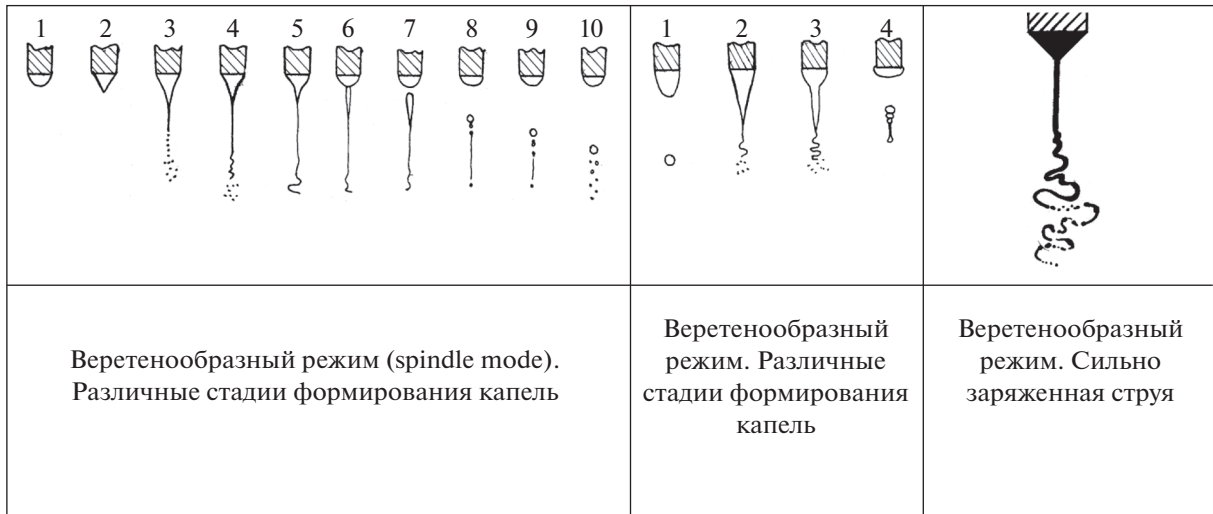 1 2 3 4 5 6 7 8 9 10
1 2 3 4
Веретенообразный режим (spindle mode).
Различные стадии формирования капель
Веретенообразный
режим. Различные
стадии формирования
капель
Веретенообразный
режим. Сильно
заряженная струя